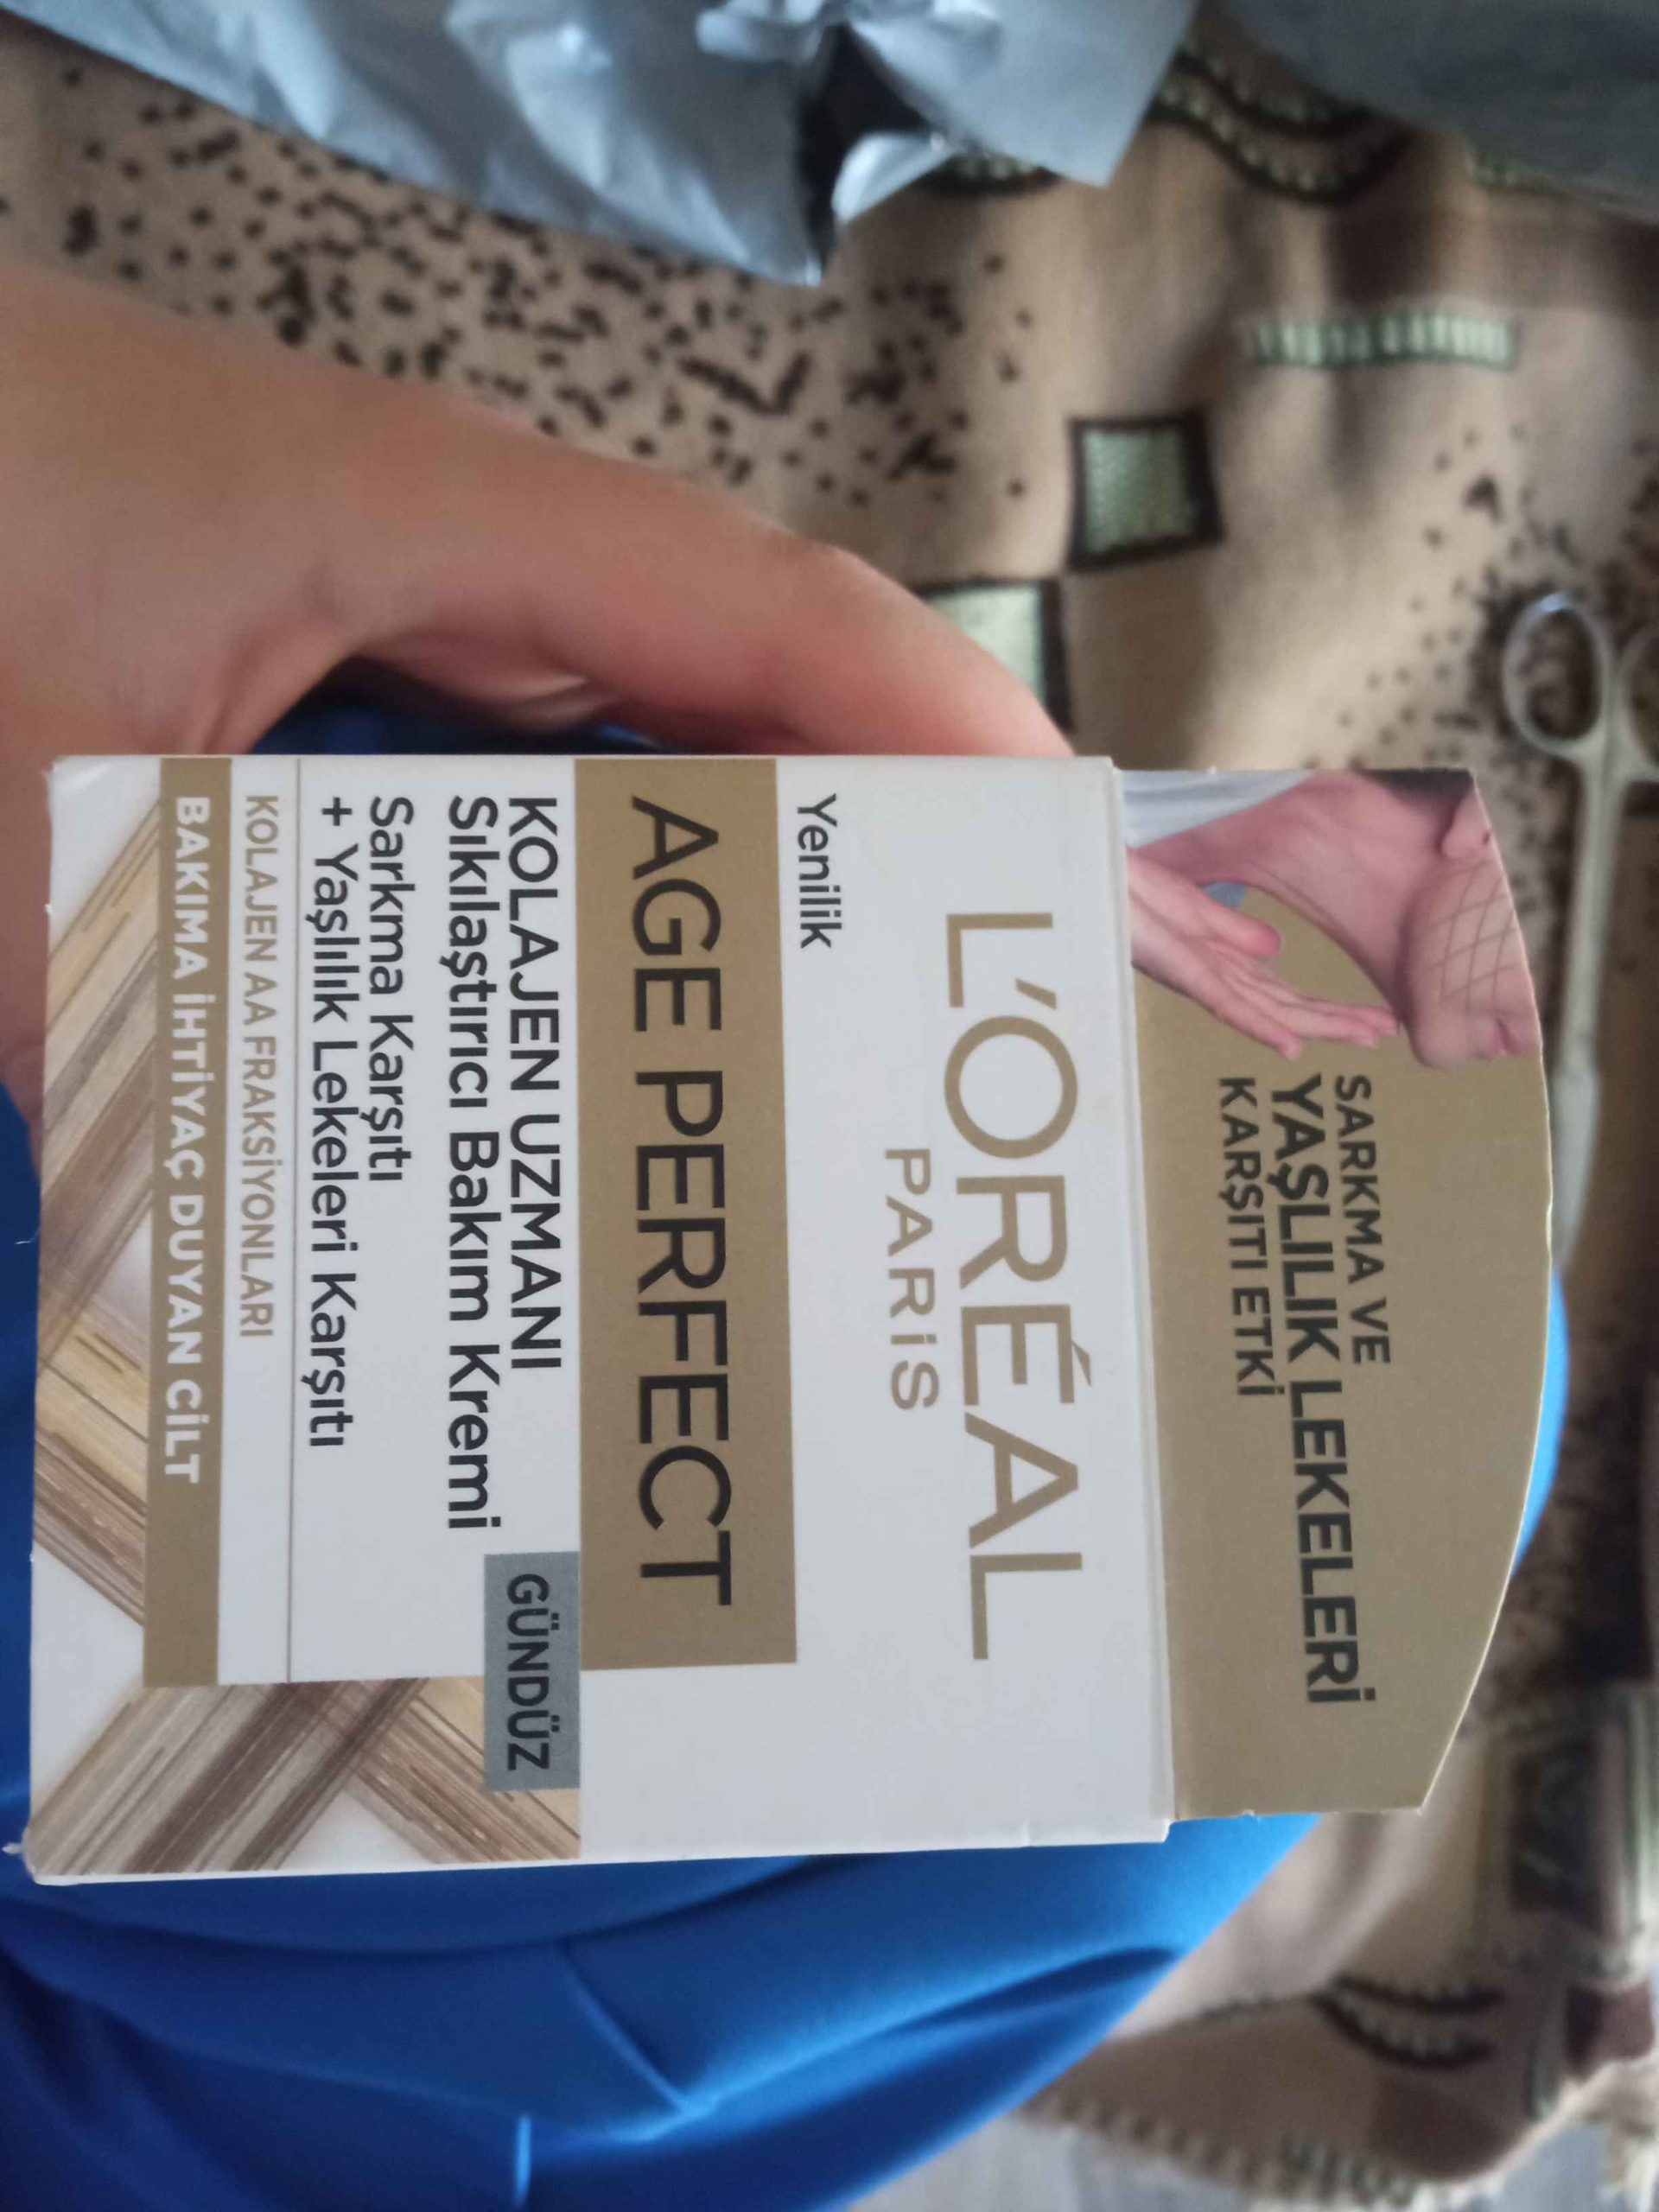 SARKMA VE
YAŞLILIK LEKELERİ
KARŞITI ETKİ
L'ORÉAL
PARiS
Yenilik
AGE PERFECT
KOLAJEN UZMANI
GÜNDÜZ
Sıkılaştırıcı Bakım Kremi
Sarkma Karşıtı
+ Yaşlılık Lekeleri Karşıtı
KOLAJEN AA FRAKSİYONLARI
BAKIMA İHTİYAÇ DUYAN CİLT